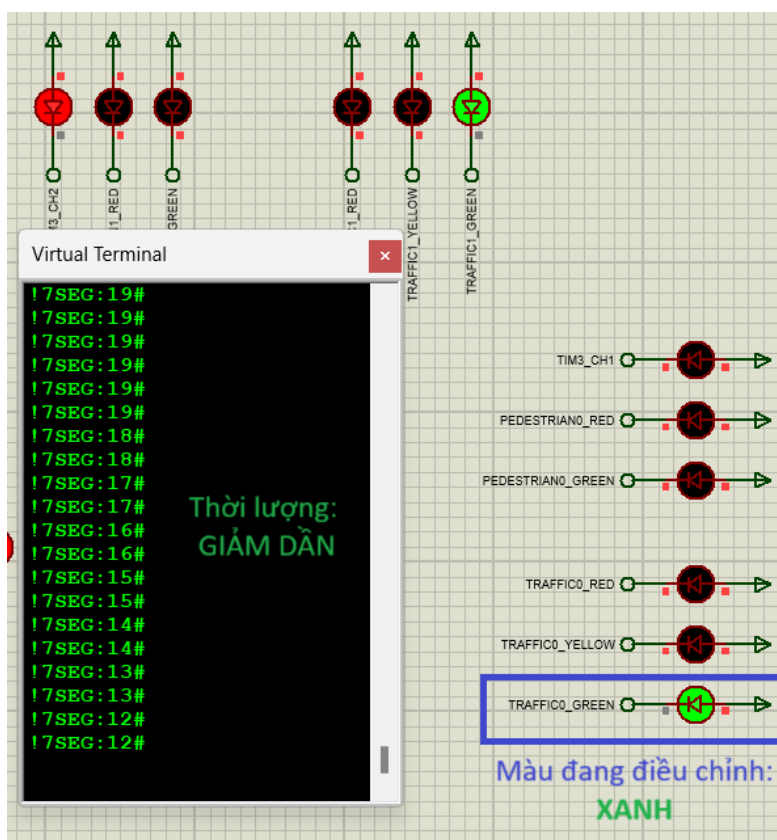 M3_CH2
N1_RED
GREEN
C1_RED
TRAFFIC1_YELLOW
TRAFFIC1_GREEN
Virtual Terminal
!7SEG:19#
!7SEG:19#
!7SEG:19#
!7SEG:19#
!7SEG:19#
!7SEG:19#
!7SEG:18#
!7SEG:18#
!7SEG:17#
!7SEG:17#
!7SEG:16#
!7SEG:16#
!7SEG:15#
!7SEG:15#
!7SEG:14#
!7SEG:14#
!7SEG:13#
!7SEG:13#
!7SEG:12#
!7SEG:12#
Thời lượng:
GIẢM DẦN
TIM3_CH1
PEDESTRIAN0_RED
PEDESTRIAN0_GREEN
TRAFFIC0_RED
TRAFFIC0_YELLOW
TRAFFIC0_GREEN
Màu đang điều chỉnh:
XANH